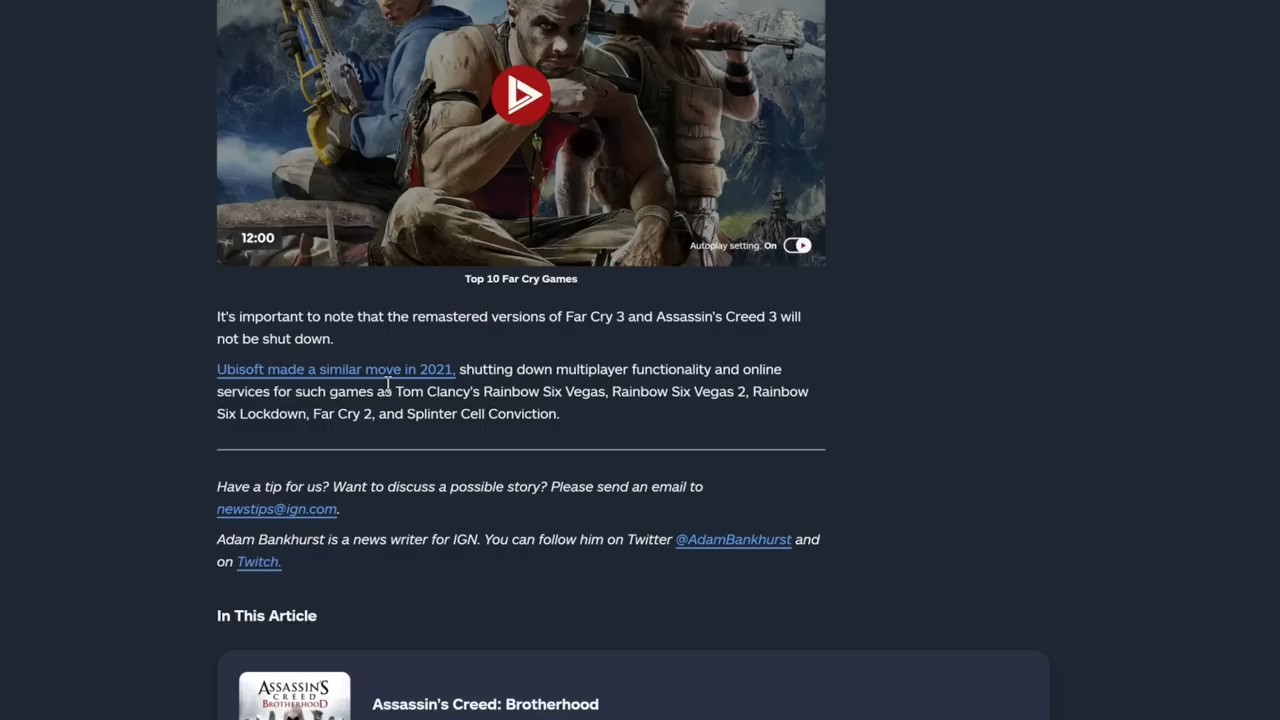 12:00
Autoplay setting: On
Top 10 Far Cry Games
It's important to note that the remastered versions of Far Cry 3 and Assassin's Creed 3 will
not be shut down.
Ubisoft made a similar move in 2021, shutting down multiplayer functionality and online
services for such games as Tom Clancy's Rainbow Six Vegas, Rainbow Six Vegas 2, Rainbow
Six Lockdown, Far Cry 2, and Splinter Cell Conviction.
Have a tip for us? Want to discuss a possible story? Please send an email to
newstips@ign.com.
Adam Bankhurst is a news writer for IGN. You can follow him on Twitter @AdamBankhurst and
on Twitch.
In This Article
ASSASSIN'S
CREED
BROTHERHOOD
Assassin's Creed: Brotherhood